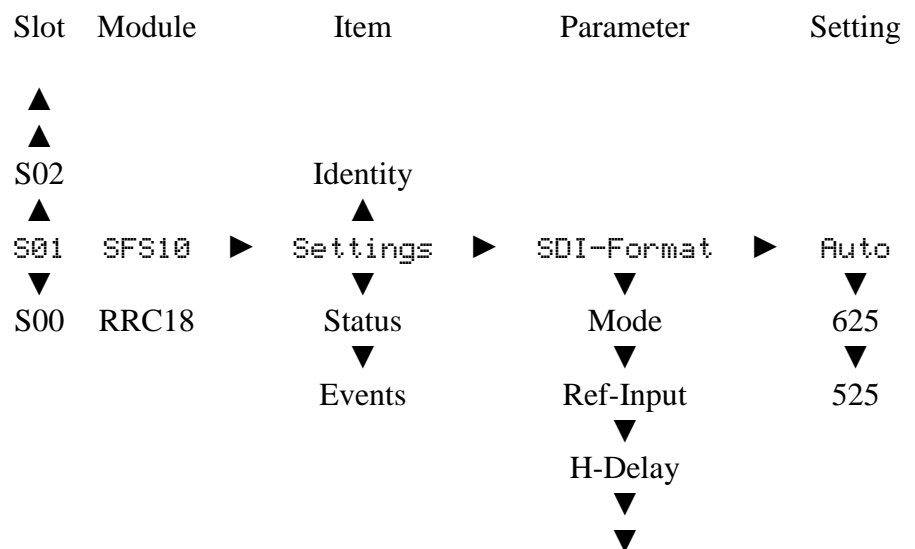 Slot Module Item Parameter Setting
▲
▲
S02 Identity
▲ ▲
S01 SFS10 ► Settings ► SDI-Format ► Auto
▼ ▼ ▼ ▼
S00 RRC18 Status Mode 625
▼ ▼ ▼
Events Ref-Input 525
▼
H-Delay
▼
▼